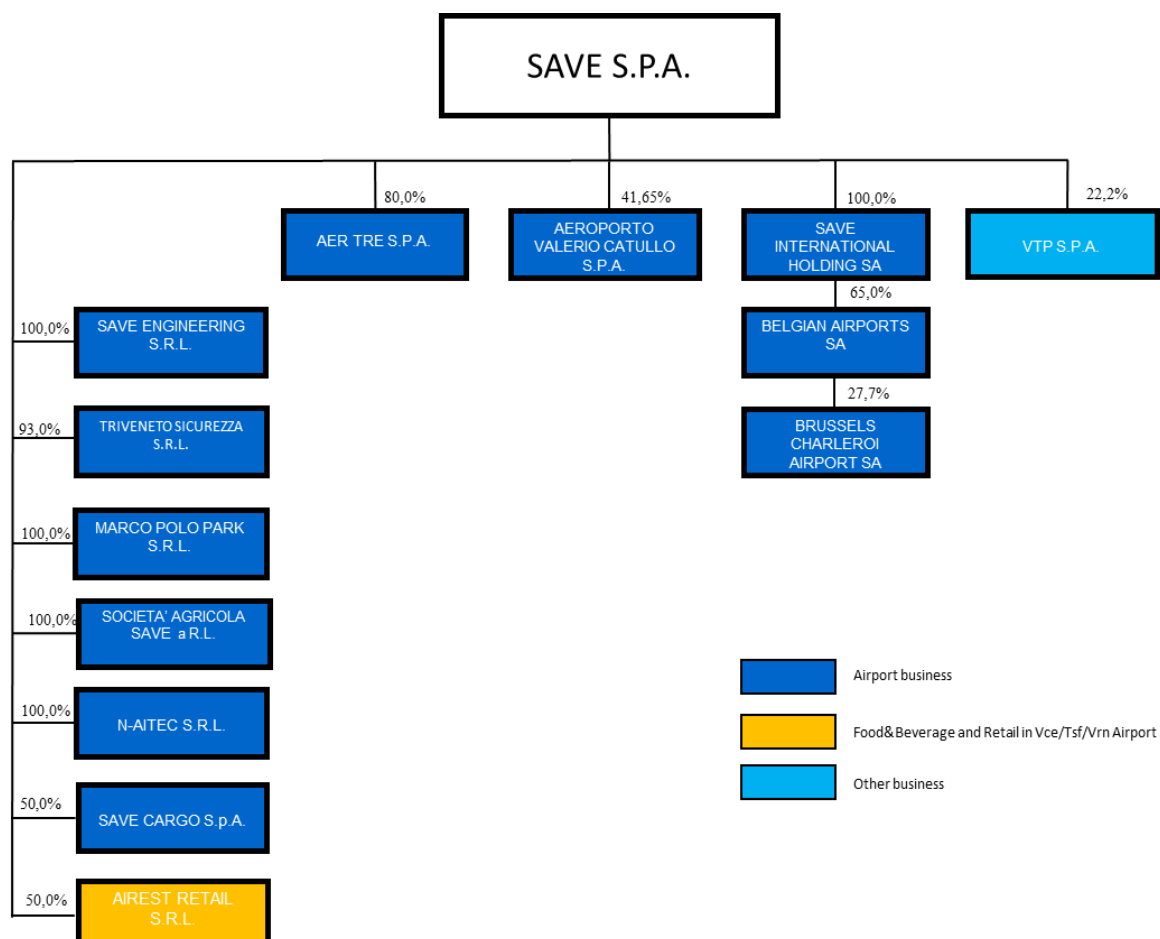 SAVE S.P.A.
80,0%
41,65%
100,0%
22,2%
AER TRE S.P.A.
AEROPORTO
VALERIO CATULLO
S.P.A.
SAVE
INTERNATIONAL
HOLDING SA
VTP S.P.A.
65,0%
BELGIAN AIRPORTS
SA
27,7%
BRUSSELS
CHARLEROI
AIRPORT SA
100,0%
SAVE ENGINEERING
S.R.L.
93,0%
TRIVENETO SICUREZZA
S.R.L.
100,0%
MARCO POLO PARK
S.R.L.
100,0%
SOCIETA' AGRICOLA
SAVE a R.L.
100,0%
N-AITEC S.R.L.
50,0%
SAVE CARGO S.p.A.
50,0%
AIREST RETAIL
S.R.L.
Airport business
Food&Beverage and Retail in Vce/Tsf/Vrn Airport
Other business